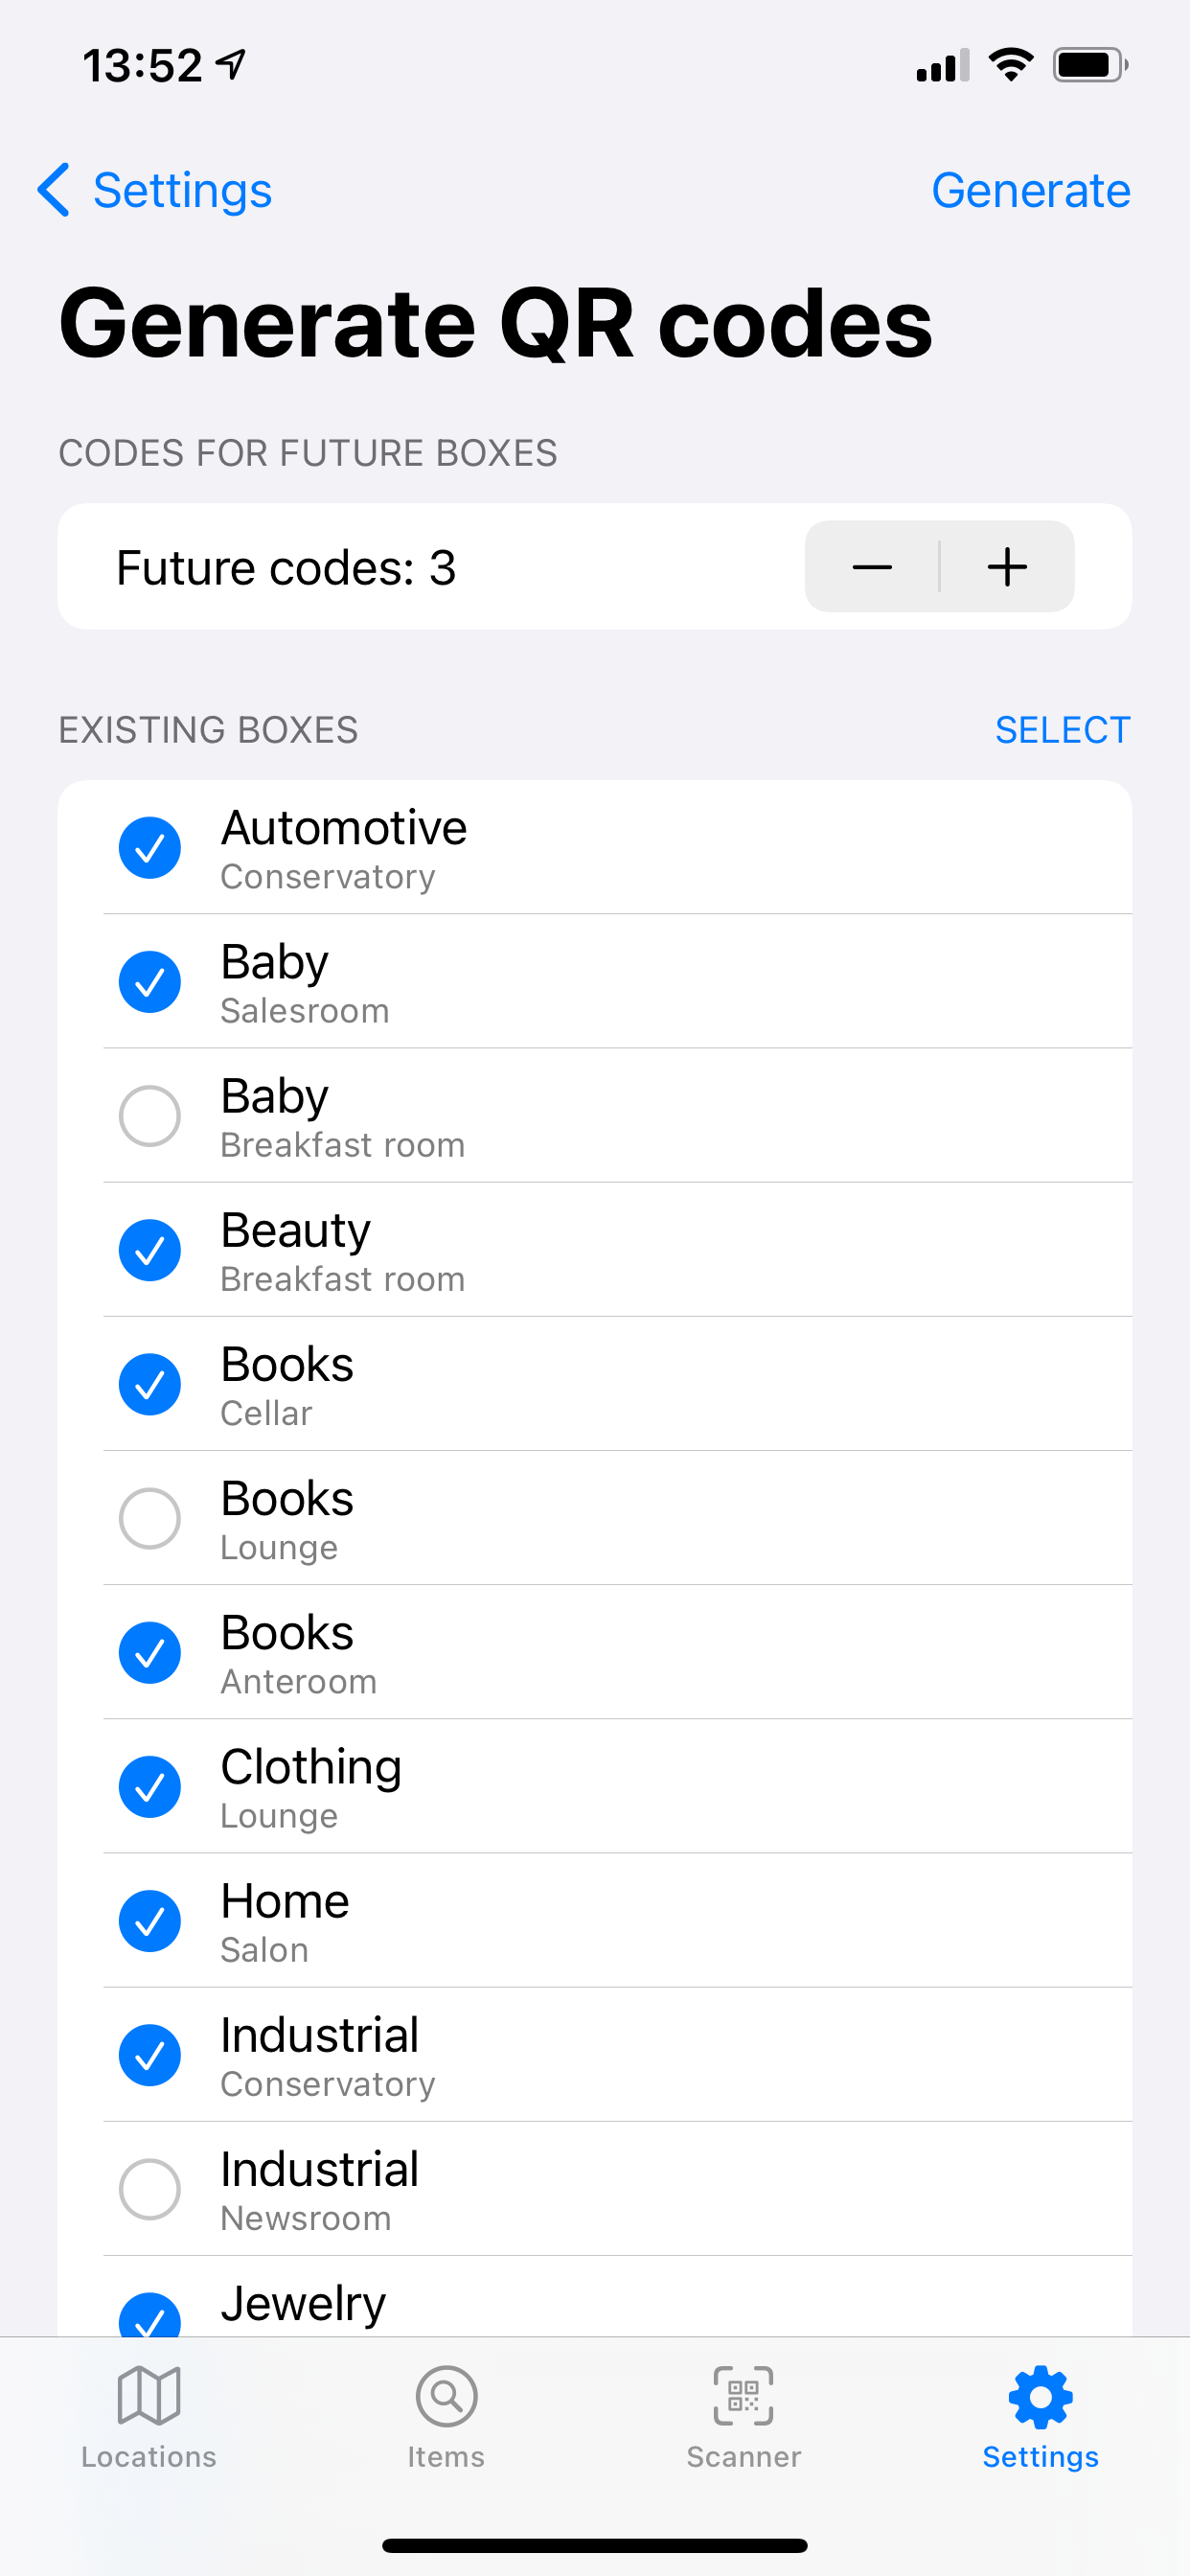 13:52
Settings
Generate
Generate QR codes
CODES FOR FUTURE BOXES
Future codes: 3
EXISTING BOXES
SELECT
Automotive
Conservatory
Baby
Salesroom
Baby
Breakfast room
Beauty
Breakfast room
Books
Cellar
Books
Lounge
Books
Anteroom
Clothing
Lounge
Home
Salon
Industrial
Conservatory
Industrial
Newsroom
Jewelry
Locations
Items
Scanner
Settings